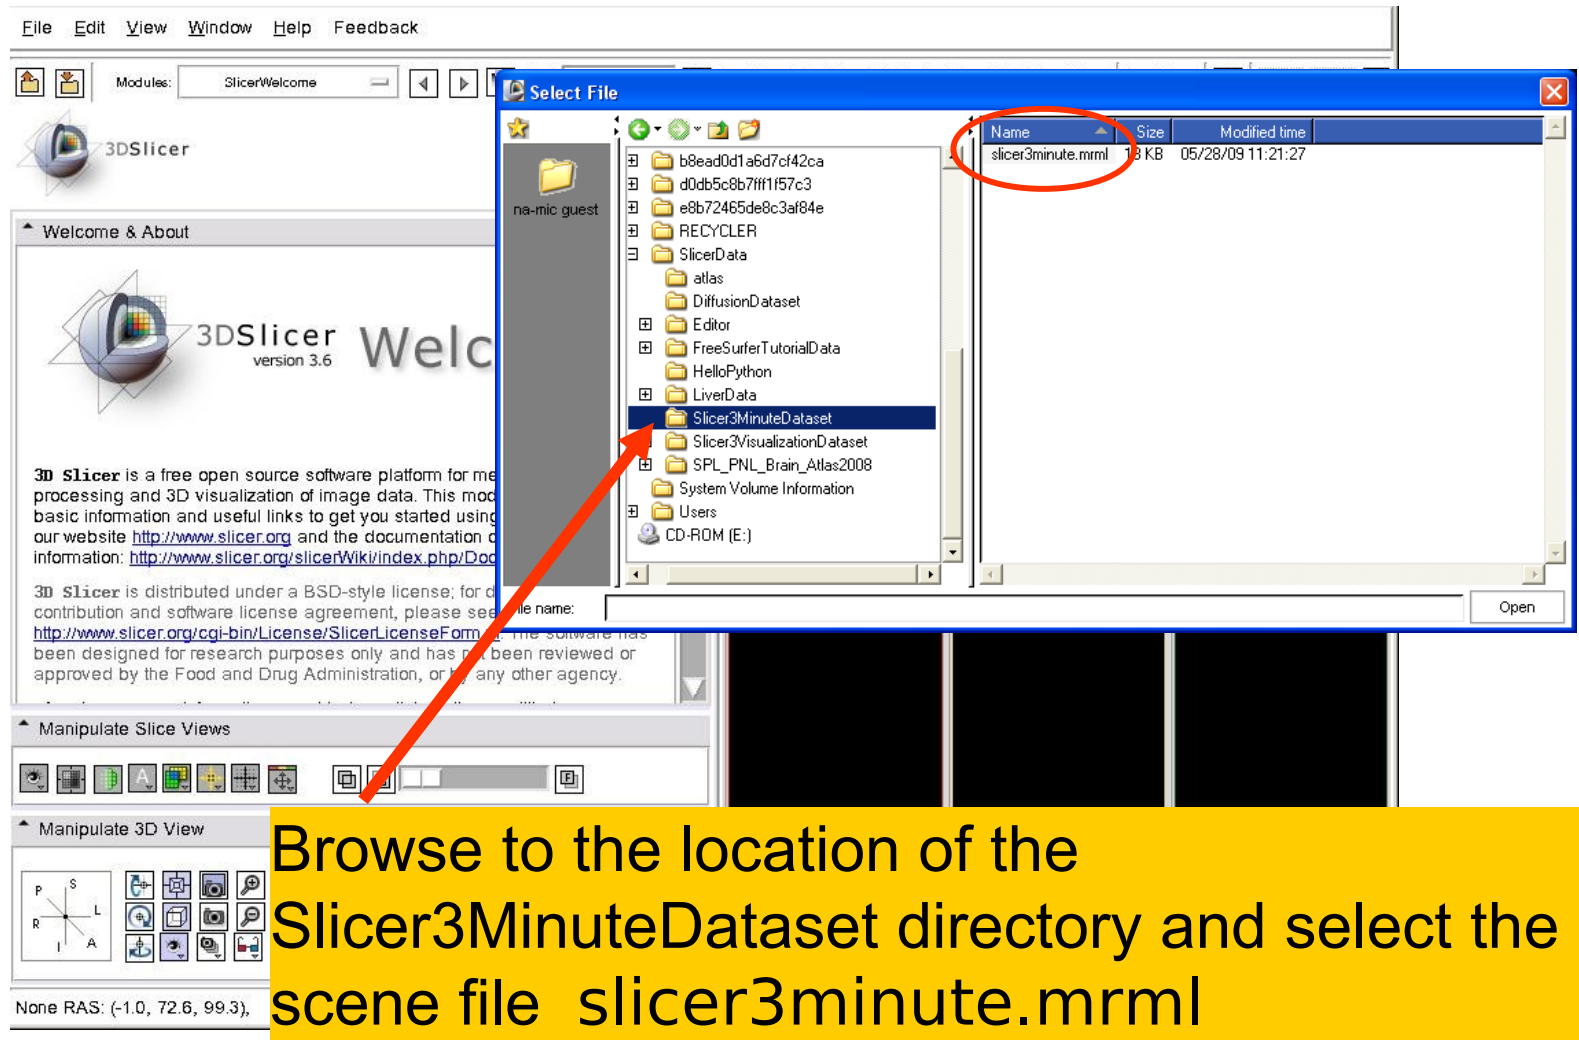 File Edit View Window Help Feedback
Modules: SlicerWelcome
3DSlicer
Welcome & About
3DSlicer
version 3.6
Welc
3D Slicer is a free open source software platform for me
processing and 3D visualization of image data. This mod
basic information and useful links to get you started using
our website http://www.slicer.org and the documentation
information: http://www.slicer.org/slicerWiki/index.php/Doc
3D Slicer is distributed under a BSD-style license; for d
contribution and software license agreement, please see
http://www.slicer.org/cgi-bin/License/SlicerLicenseForm The software has
been designed for research purposes only and has not been reviewed or
approved by the Food and Drug Administration, or by any other agency.
Manipulate Slice Views
A
F
Manipulate 3D View
P S
R L
I A
None RAS: (-1.0, 72.6, 99.3),
Select File
na-mic guest
b8ead0d1a6d7cf42ca
d0db5c8b7fff1f57c3
e8b72465de8c3af84e
RECYCLER
SlicerData
atlas
DiffusionDataset
Editor
FreeSurferTutorialData
HelloPython
LiverData
Slicer3MinuteDataset
Slicer3VisualizationDataset
SPL_PNL_Brain_Atlas2008
System Volume Information
Users
CD-ROM (E:)
Name Size Modified time
slicer3minute.mrml 18 KB 05/28/09 11:21:27
File name:
Open
Browse to the location of the
Slicer3MinuteDataset directory and select the
scene file slicer3minute.mrml